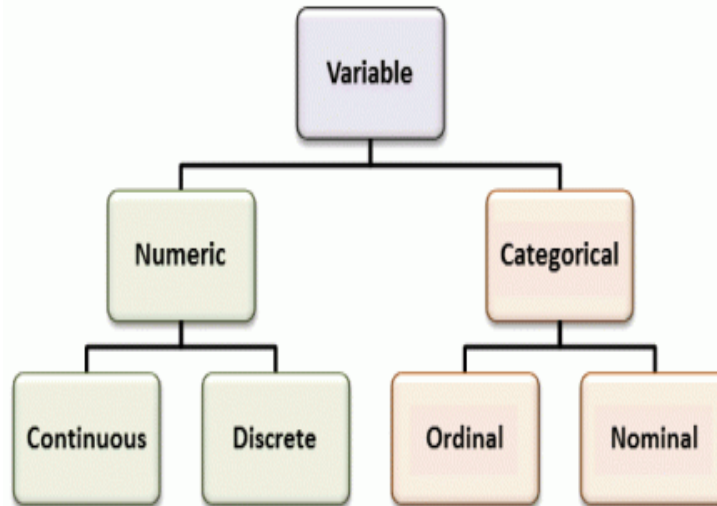 Variable
Numeric
Categorical
Continuous
Discrete
Ordinal
Nominal